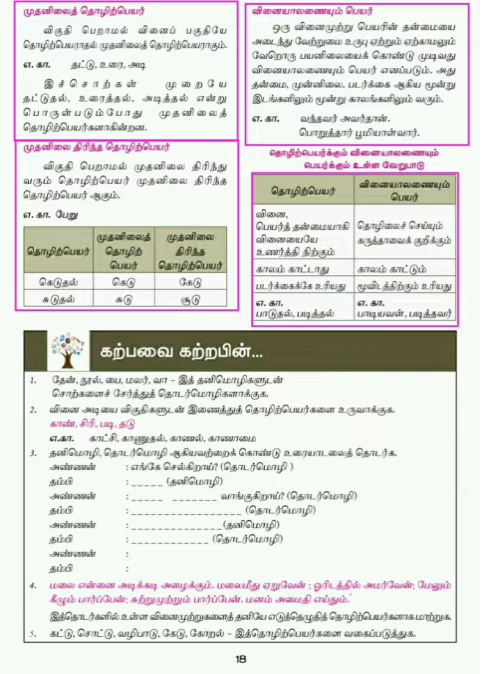 முதனிலைத் தொழிற்பெயர்
விகுதி பெறாமல் வினைப் பகுதியே
தொழிற்பெயராதல் முதனிலைத் தொழிற்பெயராகும்.
எ. கா. தட்டு, உரை, அடி
இச்சொற்கள் முறையே
தட்டுதல், உரைத்தல், அடித்தல் என்று
பொருள்படும்போது முதனிலைத்
தொழிற்பெயர்களாகின்றன.
முதனிலை திரிந்த தொழிற்பெயர்
விகுதி பெறாமல் முதனிலை திரிந்து
வரும் தொழிற்பெயர் முதனிலை திரிந்த
தொழிற்பெயர் ஆகும்.
எ. கா. பேறு
தொழிற்பெயர் முதனிலைத் தொழிற் பெயர் முதனிலை திரிந்த தொழிற்பெயர்
கெடுதல் கெடு கேடு
சுடுதல் சுடு சூடு
வினையாலணையும் பெயர்
ஒரு வினைமுற்று பெயரின் தன்மையை
அடைந்து வேற்றுமை உருபு ஏற்றும் ஏற்காமலும்
வேறொரு பயனிலையைக் கொண்டு முடிவது
வினையாலணையும் பெயர் எனப்படும். அது
தன்மை, முன்னிலை, படர்க்கை ஆகிய மூன்று
இடங்களிலும் மூன்று காலங்களிலும் வரும்.
எ. கா. வந்தவர் அவர்தான்.
பொறுத்தார் பூமியாள்வார்.
தொழிற்பெயர்க்கும் வினையாலணையும்
பெயர்க்கும் உள்ள வேறுபாடு
தொழிற்பெயர் வினையாலணையும் பெயர்
வினை,
பெயர்த் தன்மையாகி
வினையையே
உணர்த்தி நிற்கும்
தொழிலைச் செய்யும்
கருத்தாவைக் குறிக்கும்
காலம் காட்டாது காலம் காட்டும்
படர்க்கைக்கே உரியது மூவிடத்திற்கும் உரியது
எ. கா. எ. கா.
பாடுதல், படித்தல் பாடியவள், படித்தவர்
கற்பவை கற்றபின்...
1. தேன், நூல், பை, மலர், வா – இத் தனிமொழிகளுடன்
சொற்களைச் சேர்த்துத் தொடர்மொழிகளாக்குக.
2. வினை அடியை விகுதிகளுடன் இணைத்துத் தொழிற்பெயர்களை உருவாக்குக.
காண், சிரி, படி, தடு
எ.கா. காட்சி, காணுதல், காணல், காணாமை
3. தனிமொழி, தொடர்மொழி ஆகியவற்றைக் கொண்டு உரையாடலைத் தொடர்க.
அண்ணன் : எங்கே செல்கிறாய்? (தொடர்மொழி )
தம்பி : _ _ _ _ _ (தனிமொழி)
அண்ணன் : _ _ _ _ _ _ _ _ _ _ _ _ வாங்குகிறாய்? (தொடர்மொழி)
தம்பி : _ _ _ _ _ _ _ _ _ _ _ _ _ _ _ _ _ (தொடர்மொழி)
அண்ணன் : _ _ _ _ _ _ _ _ _ _ _ _ _ _(தனிமொழி)
தம்பி : _ _ _ _ _ _ _ _ _ _ _ _ (தொடர்மொழி)
அண்ணன் :
தம்பி :
4. மலை என்னை அடிக்கடி அழைக்கும். மலைமீது ஏறுவேன் ; ஓரிடத்தில் அமர்வேன்; மேலும்
கீழும் பார்ப்பேன்; சுற்றுமுற்றும் பார்ப்பேன். மனம் அமைதி எய்தும்.'
இத்தொடர்களில் உள்ள வினைமுற்றுகளைத் தனியே எடுத்தெழுதித் தொழிற்பெயர்களாக மாற்றுக.
5. கட்டு, சொட்டு, வழிபாடு, கேடு, கோறல் – இத்தொழிற்பெயர்களை வகைப்படுத்துக.
18